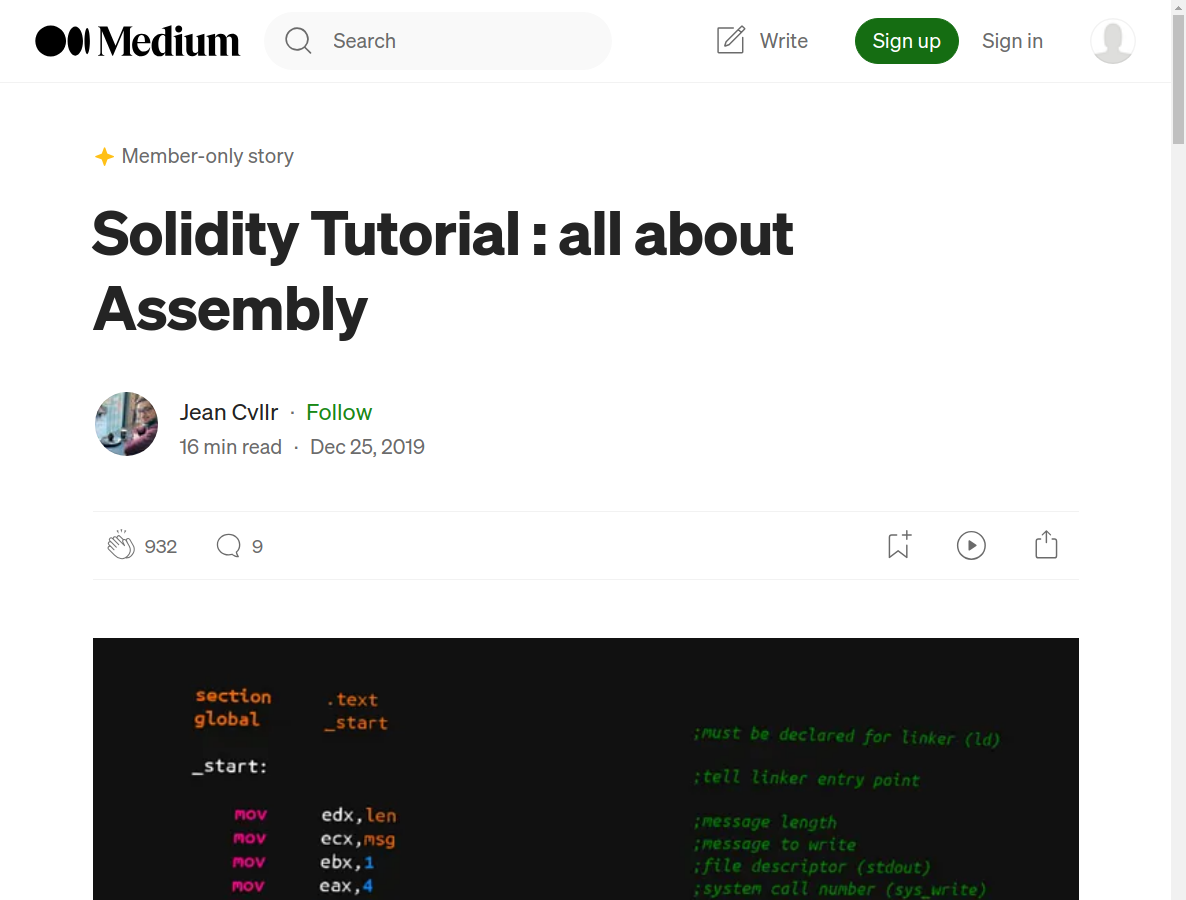 Medium
Search
Write
Sign up
Sign in
Member-only story
Solidity Tutorial : all about
Assembly
Jean Cvllr · Follow
16 min read · Dec 25, 2019
932
9
section .text
global _start
;must be declared for linker (ld)
_start:
;tell linker entry point
mov edx,len ;message length
mov ecx,msg ;message to write
mov ebx,1 ;file descriptor (stdout)
mov eax,4 ;system call number (sys_write)